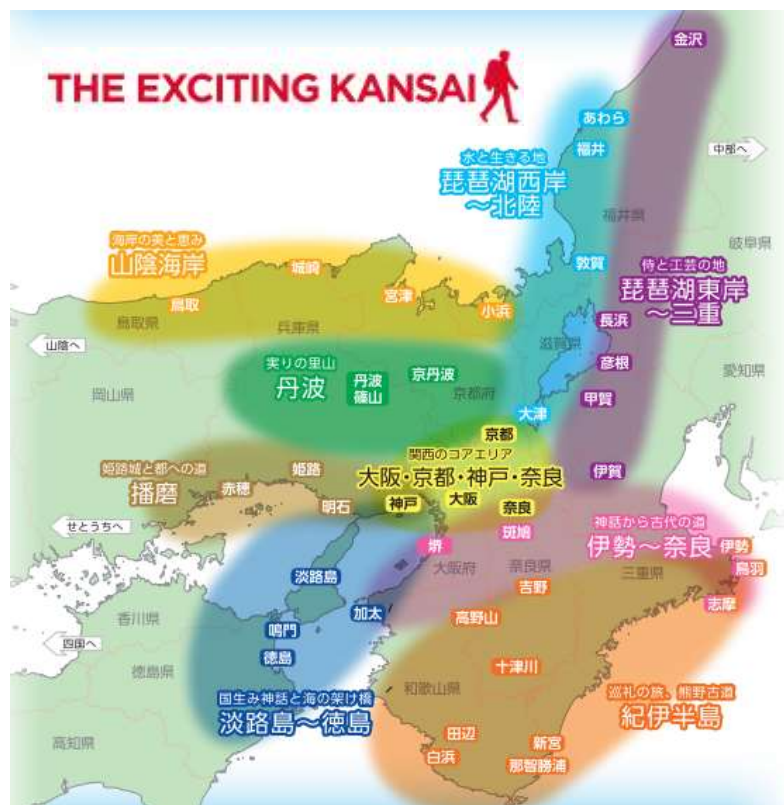 THE EXCITING KANSAI
金沢
あわら
福井
中部へ
水と生きる地
琵琶湖西岸
〜北陸
福井県
岐阜県
海岸の美と恵み
山陰海岸
城崎
敦賀
侍と工芸の地
琵琶湖東岸
〜三重
鳥取
宮津
小浜
鳥取県
兵庫県
長浜
山陰へ
滋賀県
実りの里山
丹波
丹波
篠山
京丹波
京都府
彦根
愛知県
岡山県
甲賀
大津
京都
関西のコアエリア
大阪・京都・神戸・奈良
姫路城と都への道
播磨
姫路
伊賀
赤穂
明石
神戸
大阪
奈良
せとうちへ
斑鳩
神話から古代の道
伊勢〜奈良
堺
伊勢
鳥羽
大阪府
奈良県
三重県
淡路島
吉野
志摩
香川県
加太
高野山
鳴門
四国へ
徳島
徳島県
十津川
国生み神話と海の架け橋
淡路島〜徳島
和歌山県
巡礼の旅、熊野古道
紀伊半島
高知県
田辺
新宮
白浜
那智勝浦